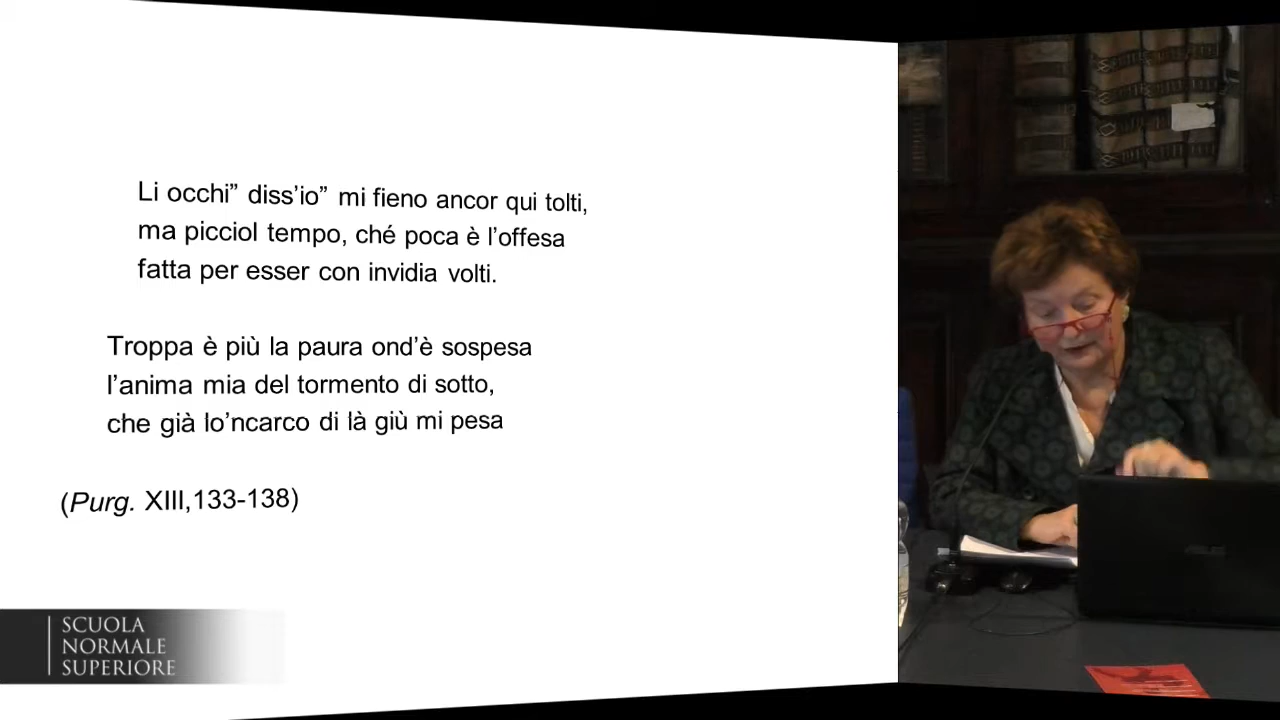 Li occhi” diss’io” mi fieno ancor qui tolti,
ma picciol tempo, ché poca è l’offesa
fatta per esser con invidia volti.
Troppa è più la paura ond’è sospesa
l’anima mia del tormento di sotto,
che già lo’ncarco di là giù mi pesa
(Purg. XIII,133-138)
SCUOLA
NORMALE
SUPERIORE